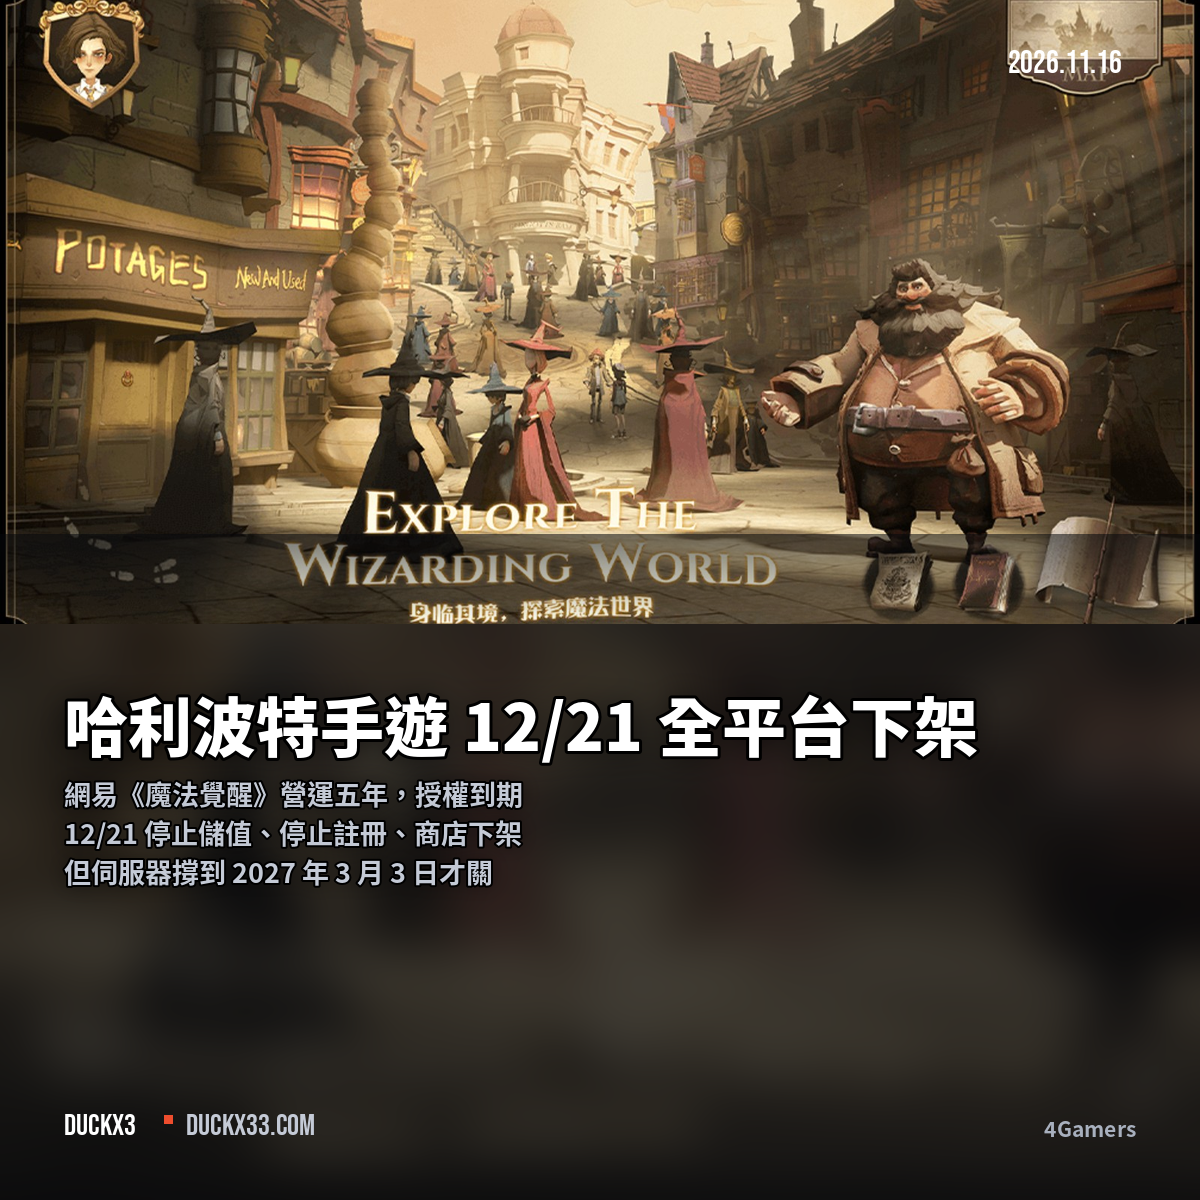 2026.11.16
MAP
POTAGES
New And Used
EXPLORE THE
WIZARDING WORLD
身临其境，探索魔法世界
哈利波特手遊 12/21 全平台下架
網易《魔法覺醒》營運五年，授權到期
12/21 停止儲值、停止註冊、商店下架
但伺服器撐到 2027 年 3 月 3 日才關
DUCKX3
DUCKX33.COM
4Gamers